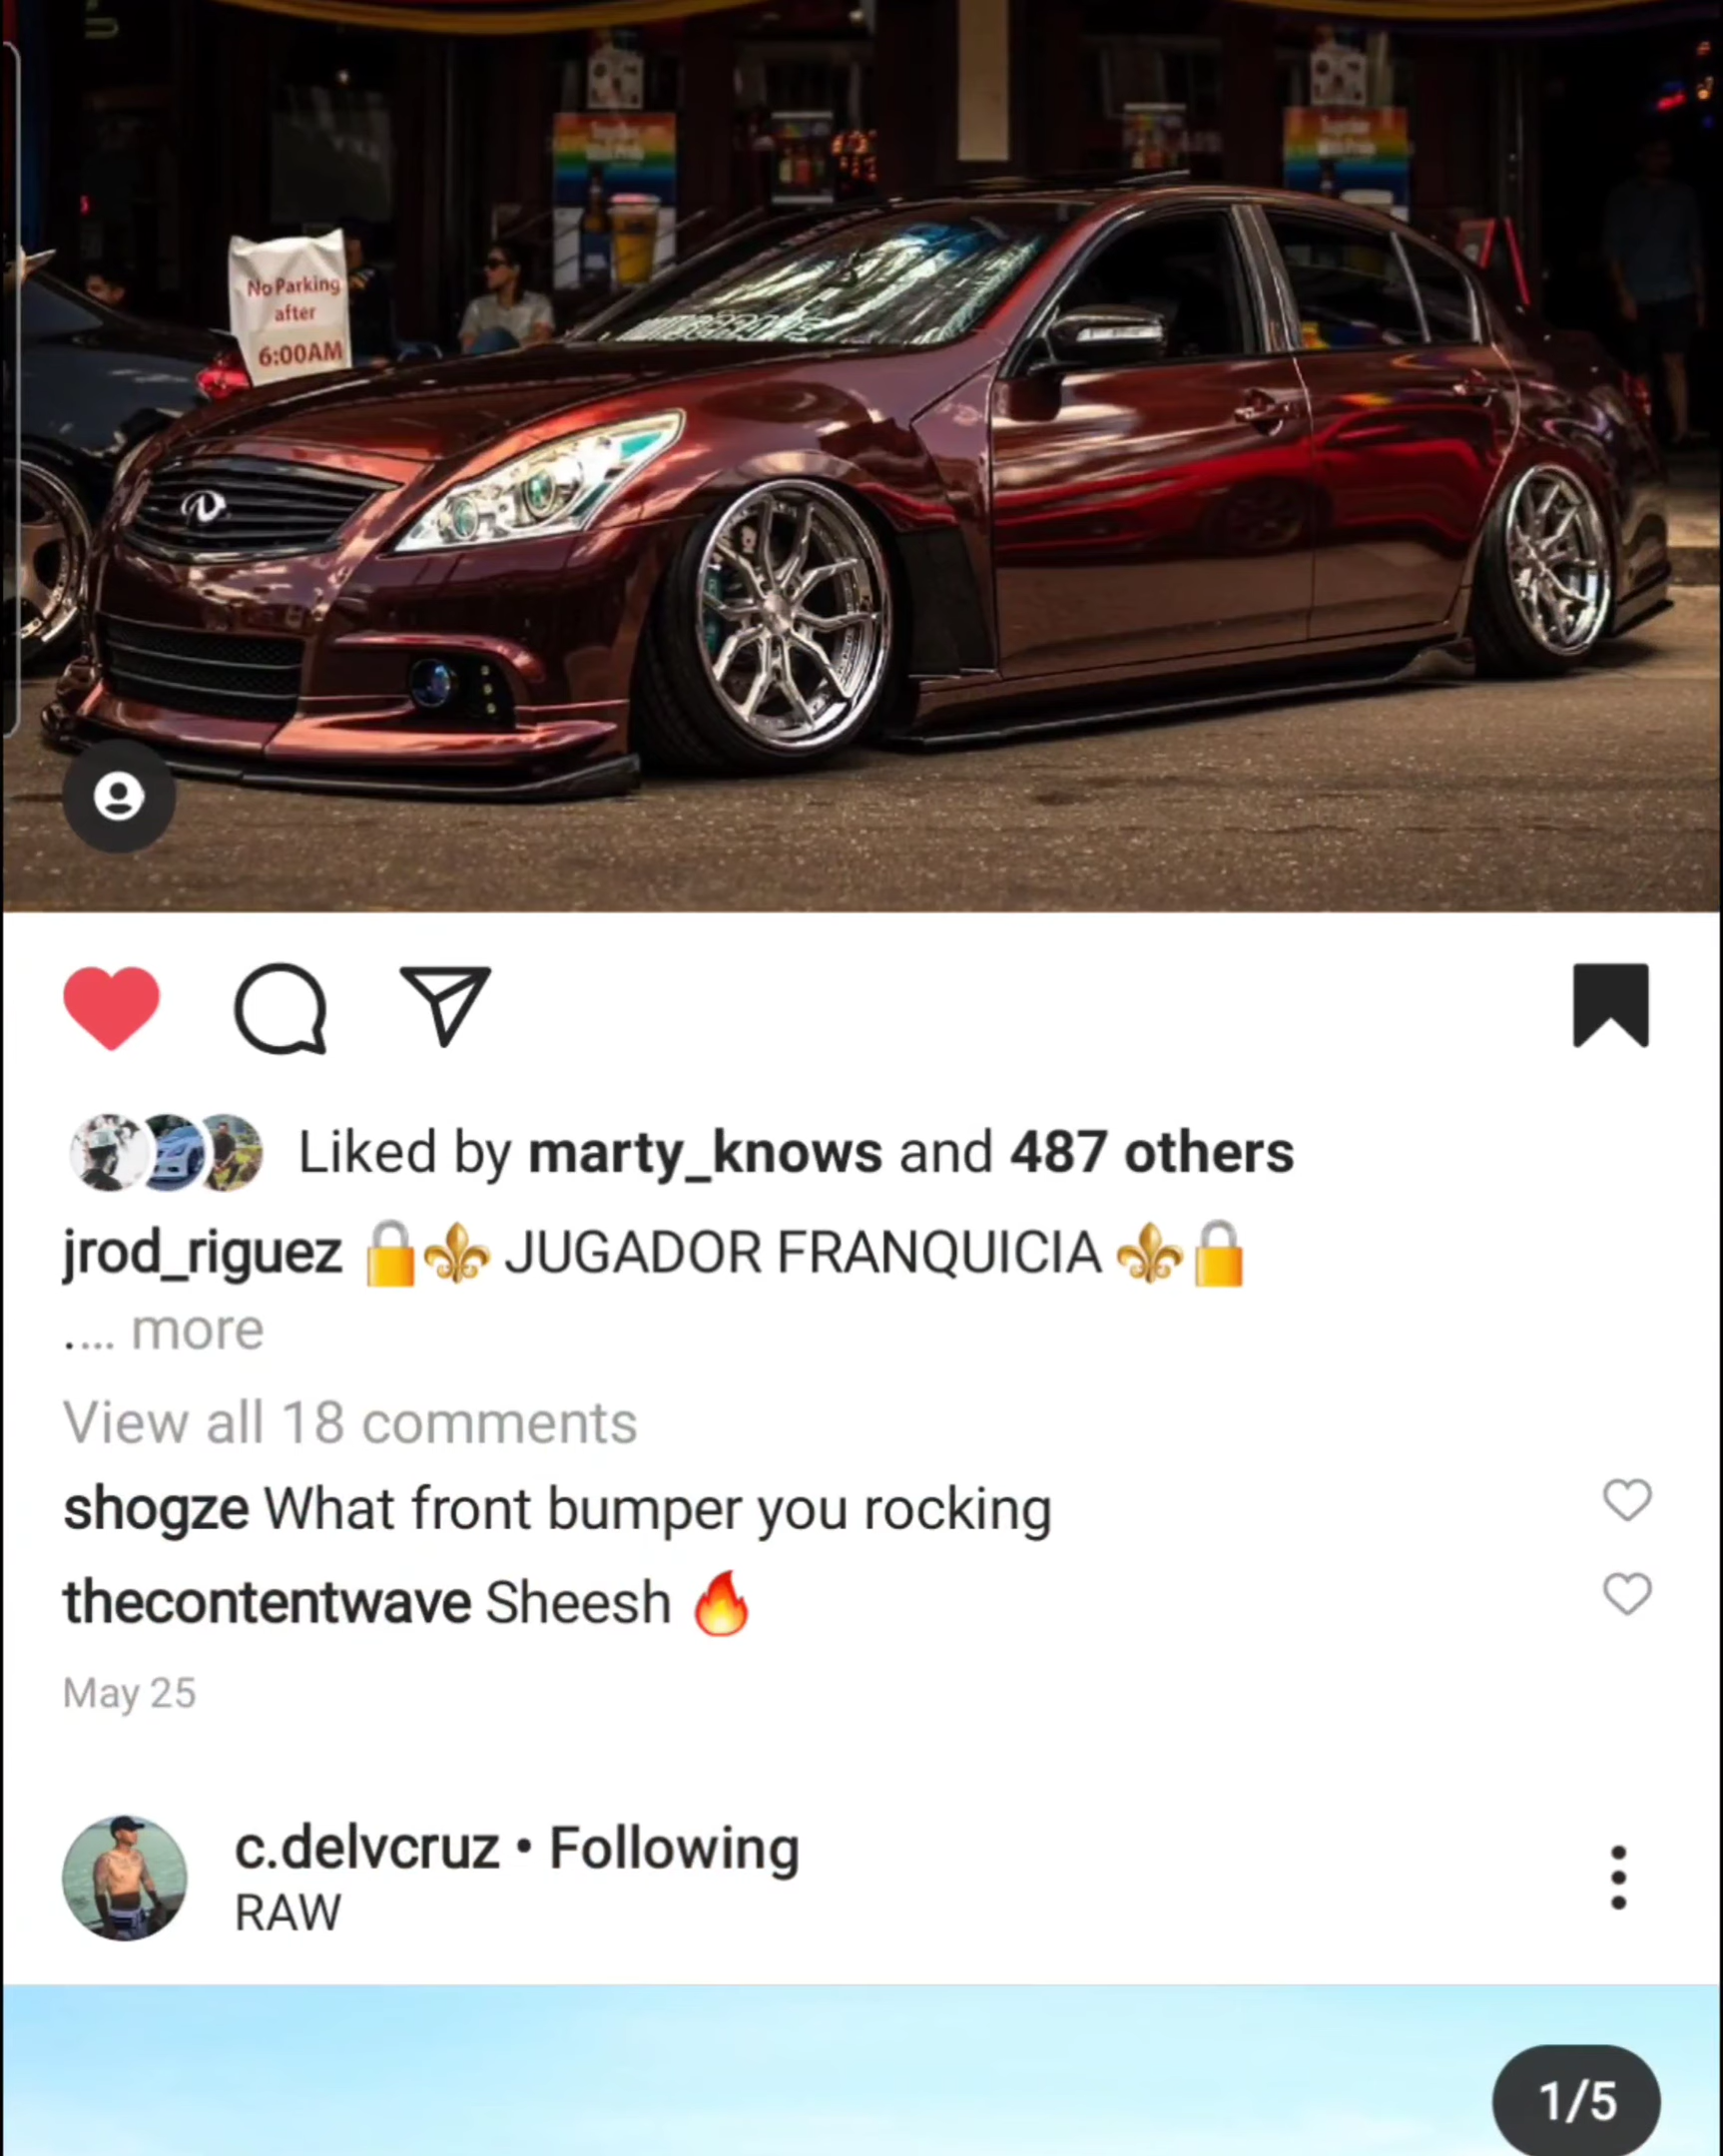 No Parking
after
6:00AM
Liked by marty_knows and 487 others
jrod_riguez 🔒⚜️ JUGADOR FRANQUICIA ⚜️🔒
.... more
View all 18 comments
shogze What front bumper you rocking
thecontentwave Sheesh 🔥
May 25
c.delvcruz • Following
RAW
1/5